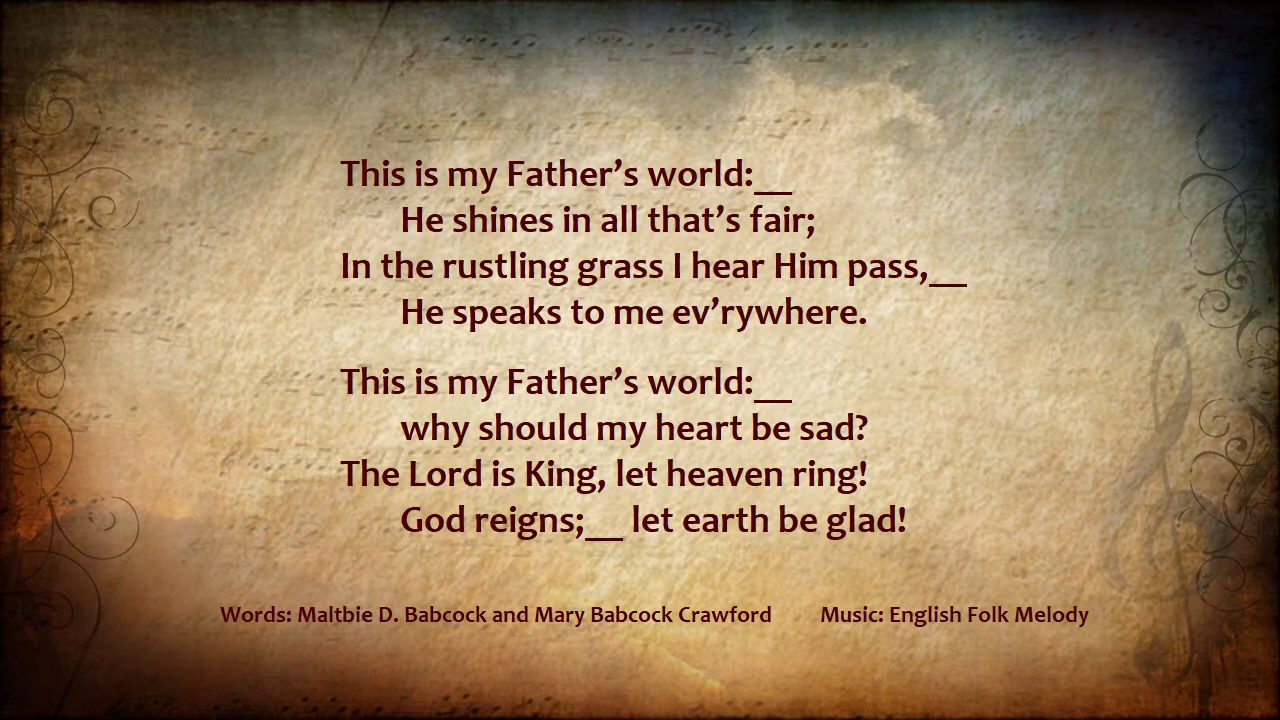 This is my Father’s world:__
He shines in all that’s fair;
In the rustling grass I hear Him pass,__
He speaks to me ev’rywhere.
This is my Father’s world:__
why should my heart be sad?
The Lord is King, let heaven ring!
God reigns;__ let earth be glad!
Words: Maltbie D. Babcock and Mary Babcock Crawford Music: English Folk Melody